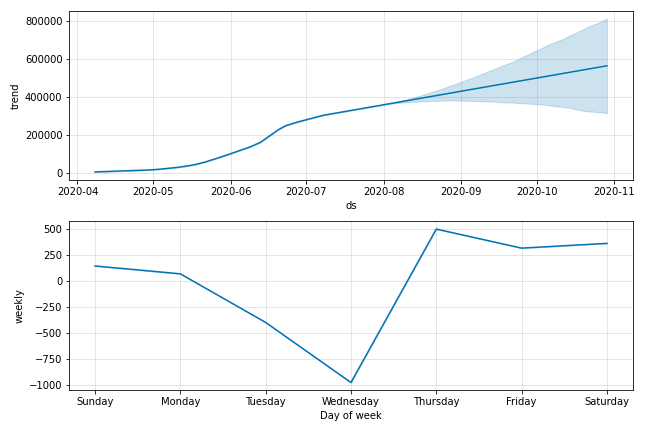 800000
600000
400000
200000
0
trend
2020-04 2020-05 2020-06 2020-07 2020-08 2020-09 2020-10 2020-11
ds
500
250
0
−250
−500
−750
−1000
weekly
Sunday Monday Tuesday Wednesday Thursday Friday Saturday
Day of week